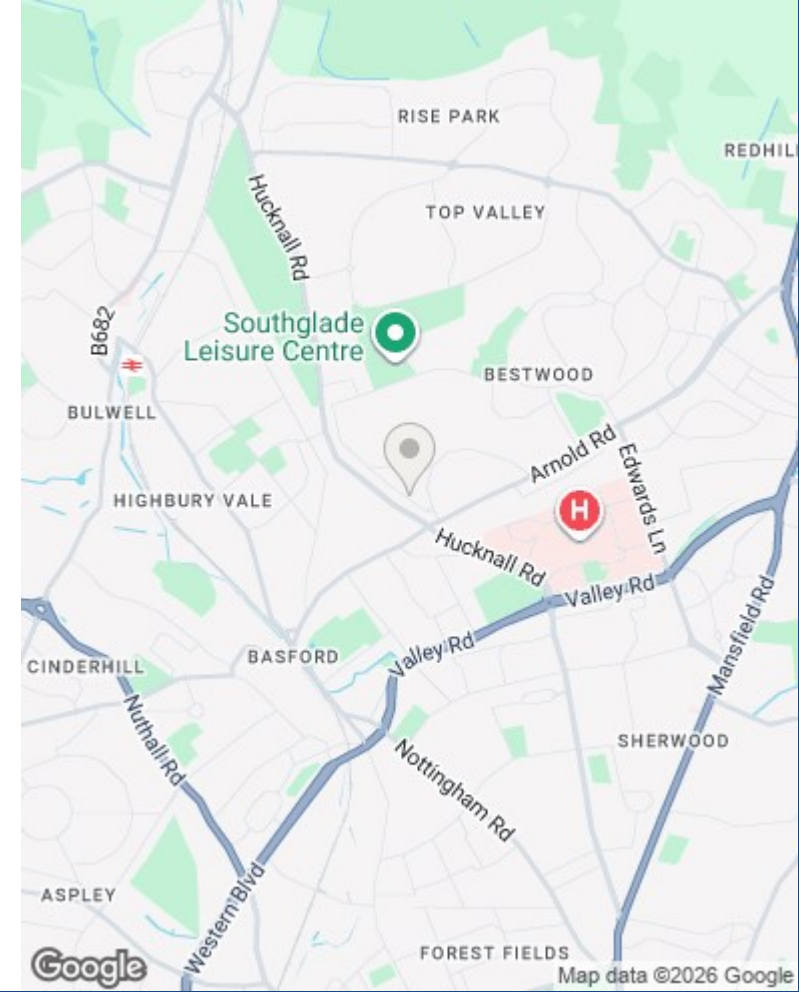 RISE PARK
REDHIL
Hucknall Rd
TOP VALLEY
B682
Southglade
Leisure Centre
BESTWOOD
BULWELL
Arnold Rd
Edwards Ln
HIGHBURY VALE
H
Hucknall Rd
Valley Rd
Mansfield Rd
BASFORD
Valley Rd
CINDERHILL
Nuthall Rd
SHERWOOD
Nottingham Rd
ASPLEY
Western Blvd
FOREST FIELDS
Google
Map data ©2026 Google